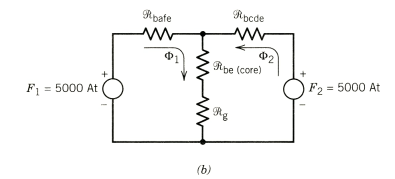 ℛbafe
ℛbcde
Φ1
Φ2
ℛbe (core)
+
+
F1 = 5000 At
F2 = 5000 At
−
−
ℛg
(b)